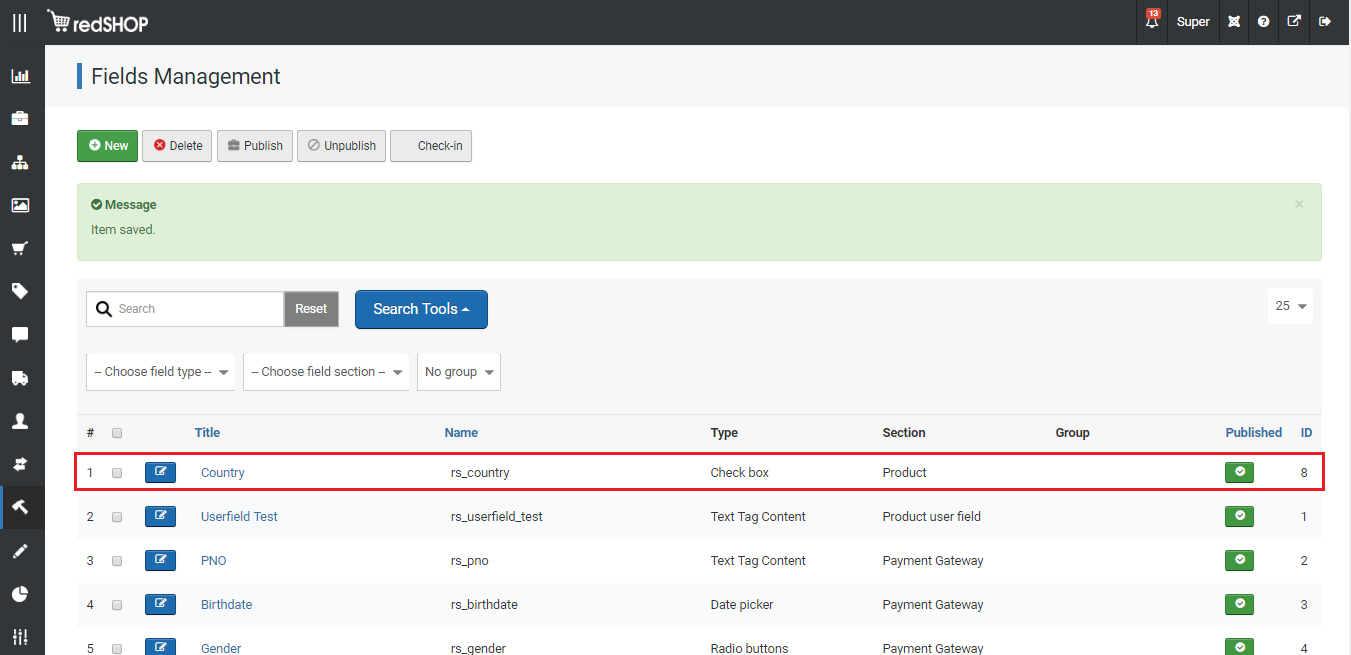 redSHOP 13 Super
Fields Management
New Delete Publish Unpublish Check-in
Message ×
Item saved.
Search Reset Search Tools 25
-- Choose field type -- -- Choose field section -- No group
# Title Name Type Section Group Published ID
1 Country rs_country Check box Product 8
2 Userfield Test rs_userfield_test Text Tag Content Product user field 1
3 PNO rs_pno Text Tag Content Payment Gateway 2
4 Birthdate rs_birthdate Date picker Payment Gateway 3
5 Gender rs_gender Radio buttons Payment Gateway 4